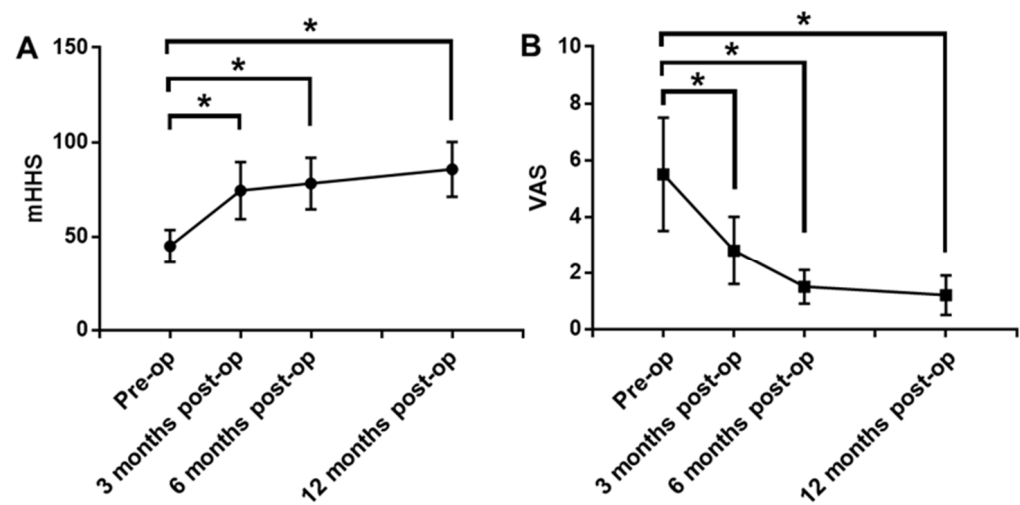 A
150
100
50
0
mHHS
*
*
*
Pre-op
3 months post-op
6 months post-op
12 months post-op
B
10
8
6
4
2
0
VAS
*
*
*
Pre-op
3 months post-op
6 months post-op
12 months post-op